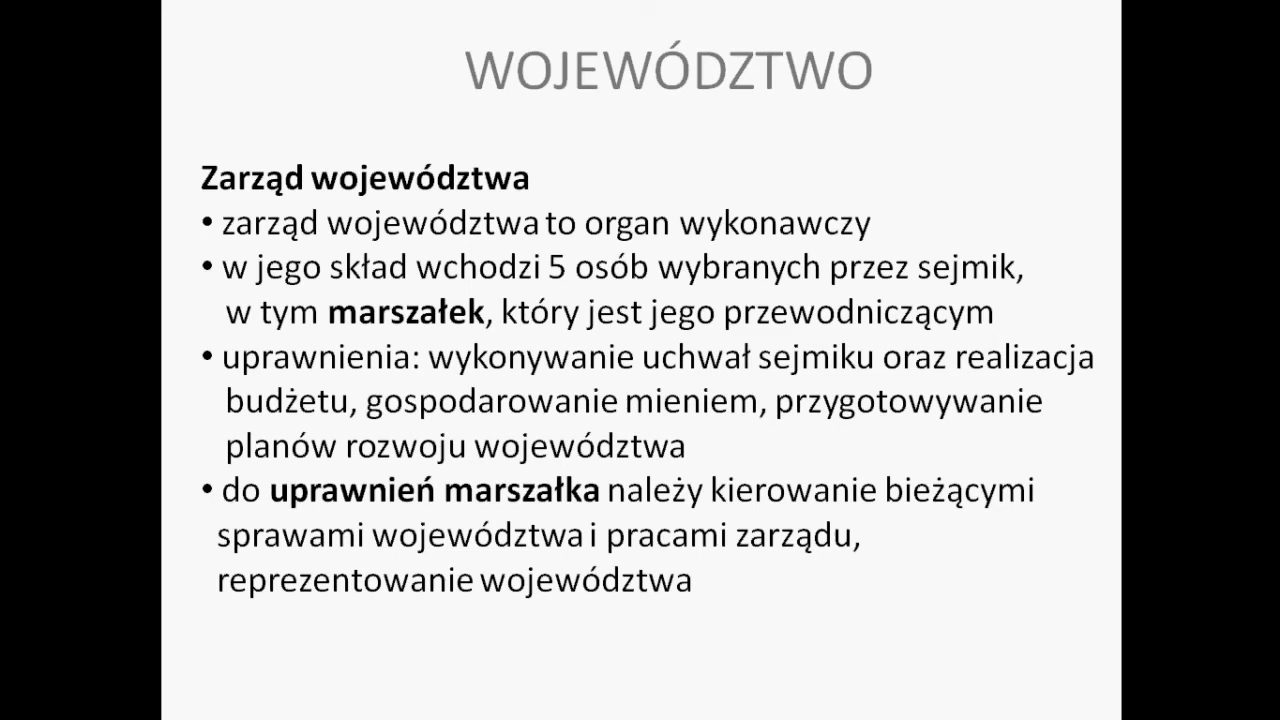 WOJEWÓDZTWO
Zarząd województwa
• zarząd województwa to organ wykonawczy
• w jego skład wchodzi 5 osób wybranych przez sejmik,
w tym marszałek, który jest jego przewodniczącym
• uprawnienia: wykonywanie uchwał sejmiku oraz realizacja
budżetu, gospodarowanie mieniem, przygotowywanie
planów rozwoju województwa
• do uprawnień marszałka należy kierowanie bieżącymi
sprawami województwa i pracami zarządu,
reprezentowanie województwa